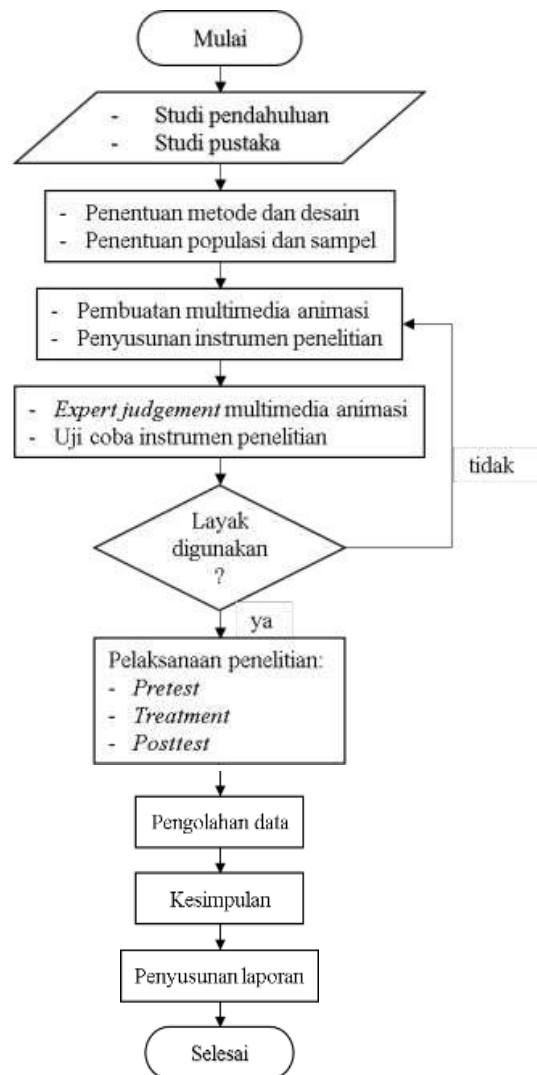 Mulai
- Studi pendahuluan
- Studi pustaka
- Penentuan metode dan desain
- Penentuan populasi dan sampel
- Pembuatan multimedia animasi
- Penyusunan instrumen penelitian
- Expert judgement multimedia animasi
- Uji coba instrumen penelitian
tidak
Layak
digunakan
?
ya
Pelaksanaan penelitian:
- Pretest
- Treatment
- Posttest
Pengolahan data
Kesimpulan
Penyusunan laporan
Selesai